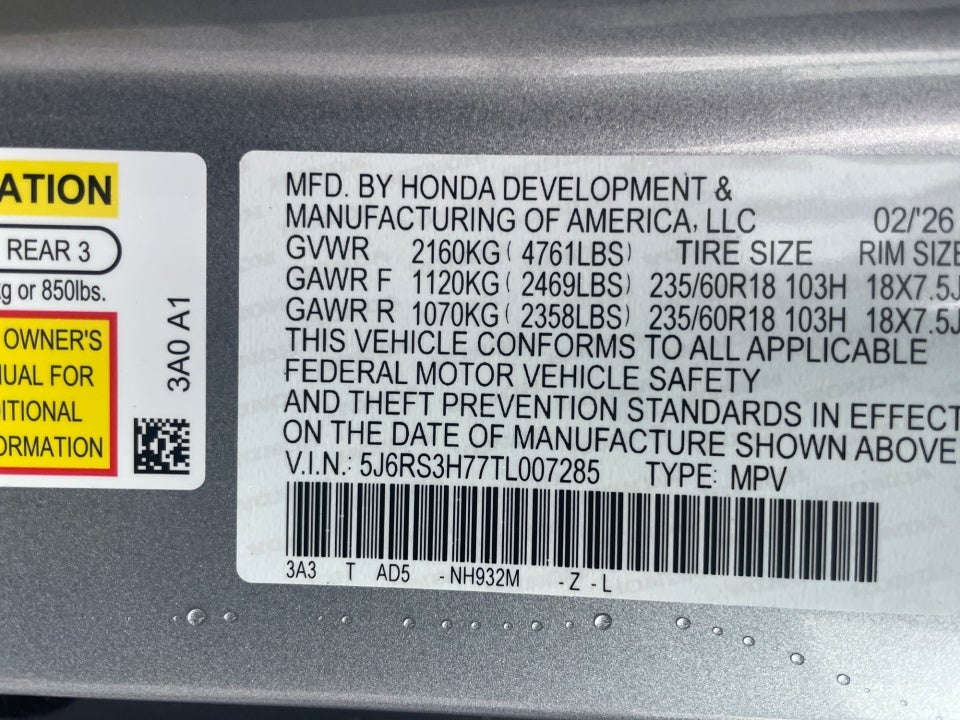 ATION
REAR 3
kg or 850lbs.
OWNER'S
UAL FOR
DITIONAL
ORMATION
3A0 A1
MFD. BY HONDA DEVELOPMENT &
MANUFACTURING OF AMERICA, LLC 02/'26
GVWR 2160KG ( 4761LBS) TIRE SIZE RIM SIZE
GAWR F 1120KG ( 2469LBS) 235/60R18 103H 18X7.5J
GAWR R 1070KG ( 2358LBS) 235/60R18 103H 18X7.5J
THIS VEHICLE CONFORMS TO ALL APPLICABLE
FEDERAL MOTOR VEHICLE SAFETY
AND THEFT PREVENTION STANDARDS IN EFFECT
ON THE DATE OF MANUFACTURE SHOWN ABOVE
V.I.N.: 5J6RS3H77TL007285 TYPE: MPV
3A3 T AD5 -NH932M -Z -L